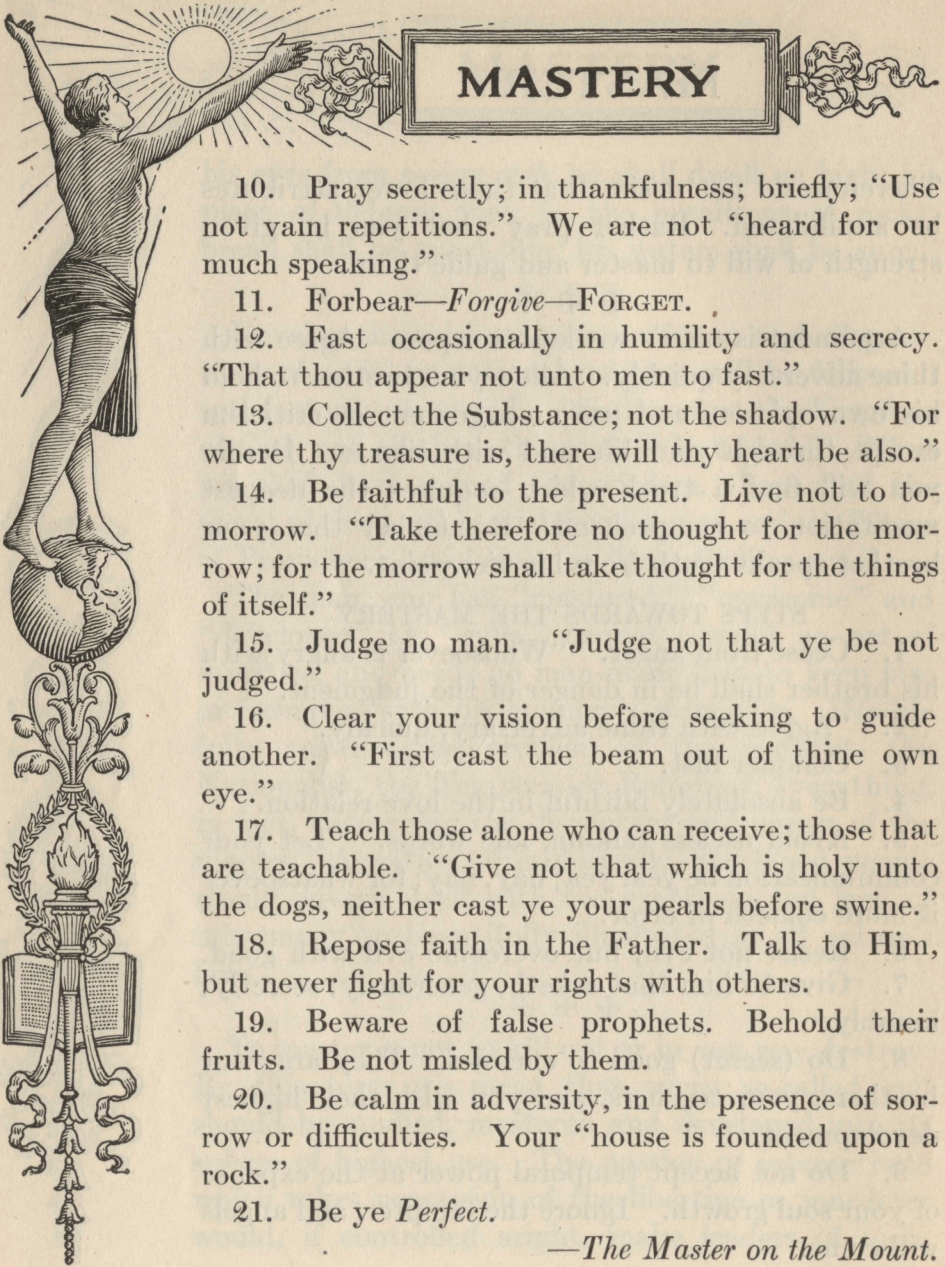 MASTERY
10. Pray secretly; in thankfulness; briefly; “Use
not vain repetitions.” We are not “heard for our
much speaking.”
11. Forbear—Forgive—FORGET.
12. Fast occasionally in humility and secrecy.
“That thou appear not unto men to fast.”
13. Collect the Substance; not the shadow. “For
where thy treasure is, there will thy heart be also.”
14. Be faithful to the present. Live not to to-
morrow. “Take therefore no thought for the mor-
row; for the morrow shall take thought for the things
of itself.”
15. Judge no man. “Judge not that ye be not
judged.”
16. Clear your vision before seeking to guide
another. “First cast the beam out of thine own
eye.”
17. Teach those alone who can receive; those that
are teachable. “Give not that which is holy unto
the dogs, neither cast ye your pearls before swine.”
18. Repose faith in the Father. Talk to Him,
but never fight for your rights with others.
19. Beware of false prophets. Behold their
fruits. Be not misled by them.
20. Be calm in adversity, in the presence of sor-
row or difficulties. Your “house is founded upon a
rock.”
21. Be ye Perfect.
—The Master on the Mount.